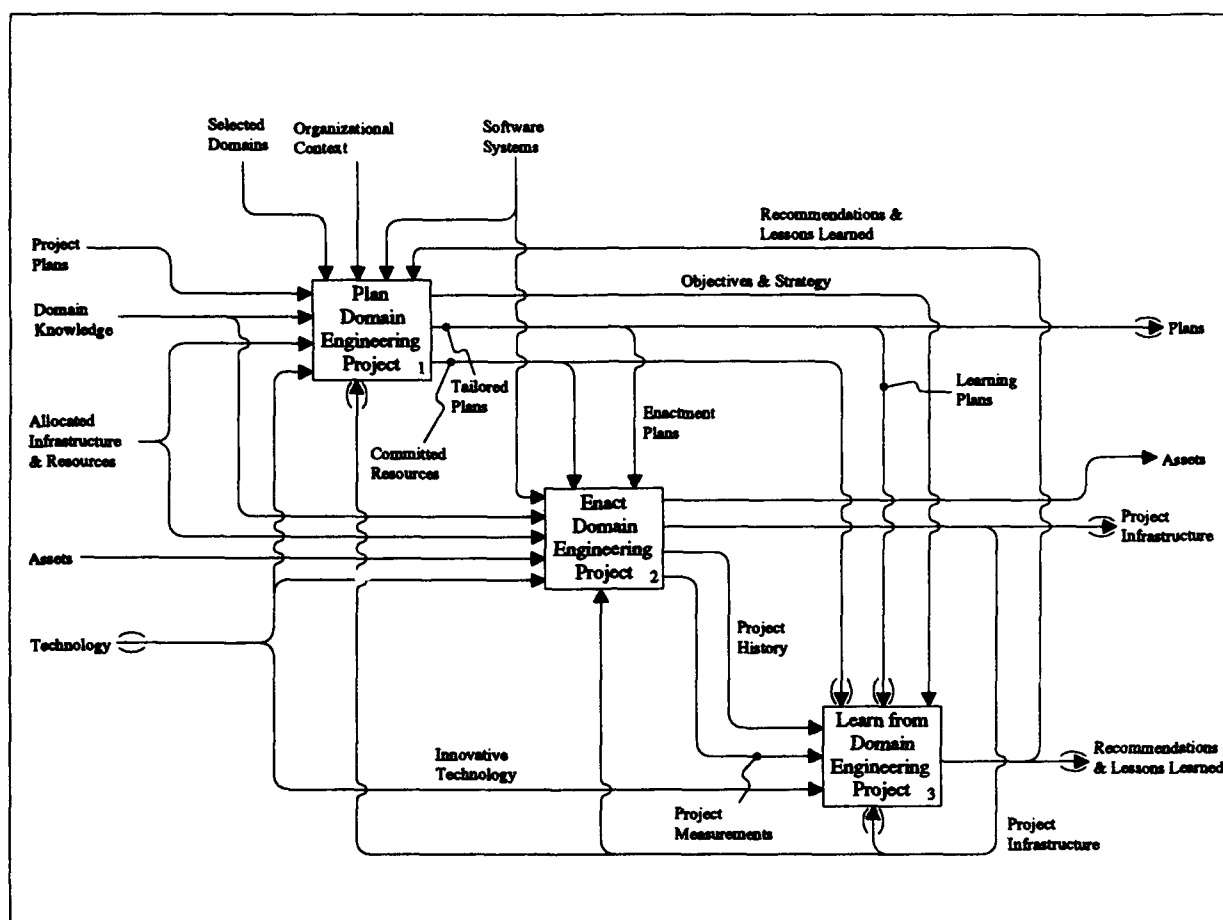 Selected
Domains
Organizational
Context
Software
Systems
Recommendations &
Lessons Learned
Project
Plans
Objectives & Strategy
Domain
Knowledge
Plan
Domain
Engineering
Project 1
Plans
Tailored
Plans
Learning
Plans
Allocated
Infrastructure
& Resources
Enactment
Plans
Committed
Resources
Assets
Enact
Domain
Engineering
Project 2
Project
Infrastructure
Assets
Technology
Project
History
Learn from
Domain
Engineering
Project 3
Innovative
Technology
Recommendations
& Lessons Learned
Project
Measurements
Project
Infrastructure